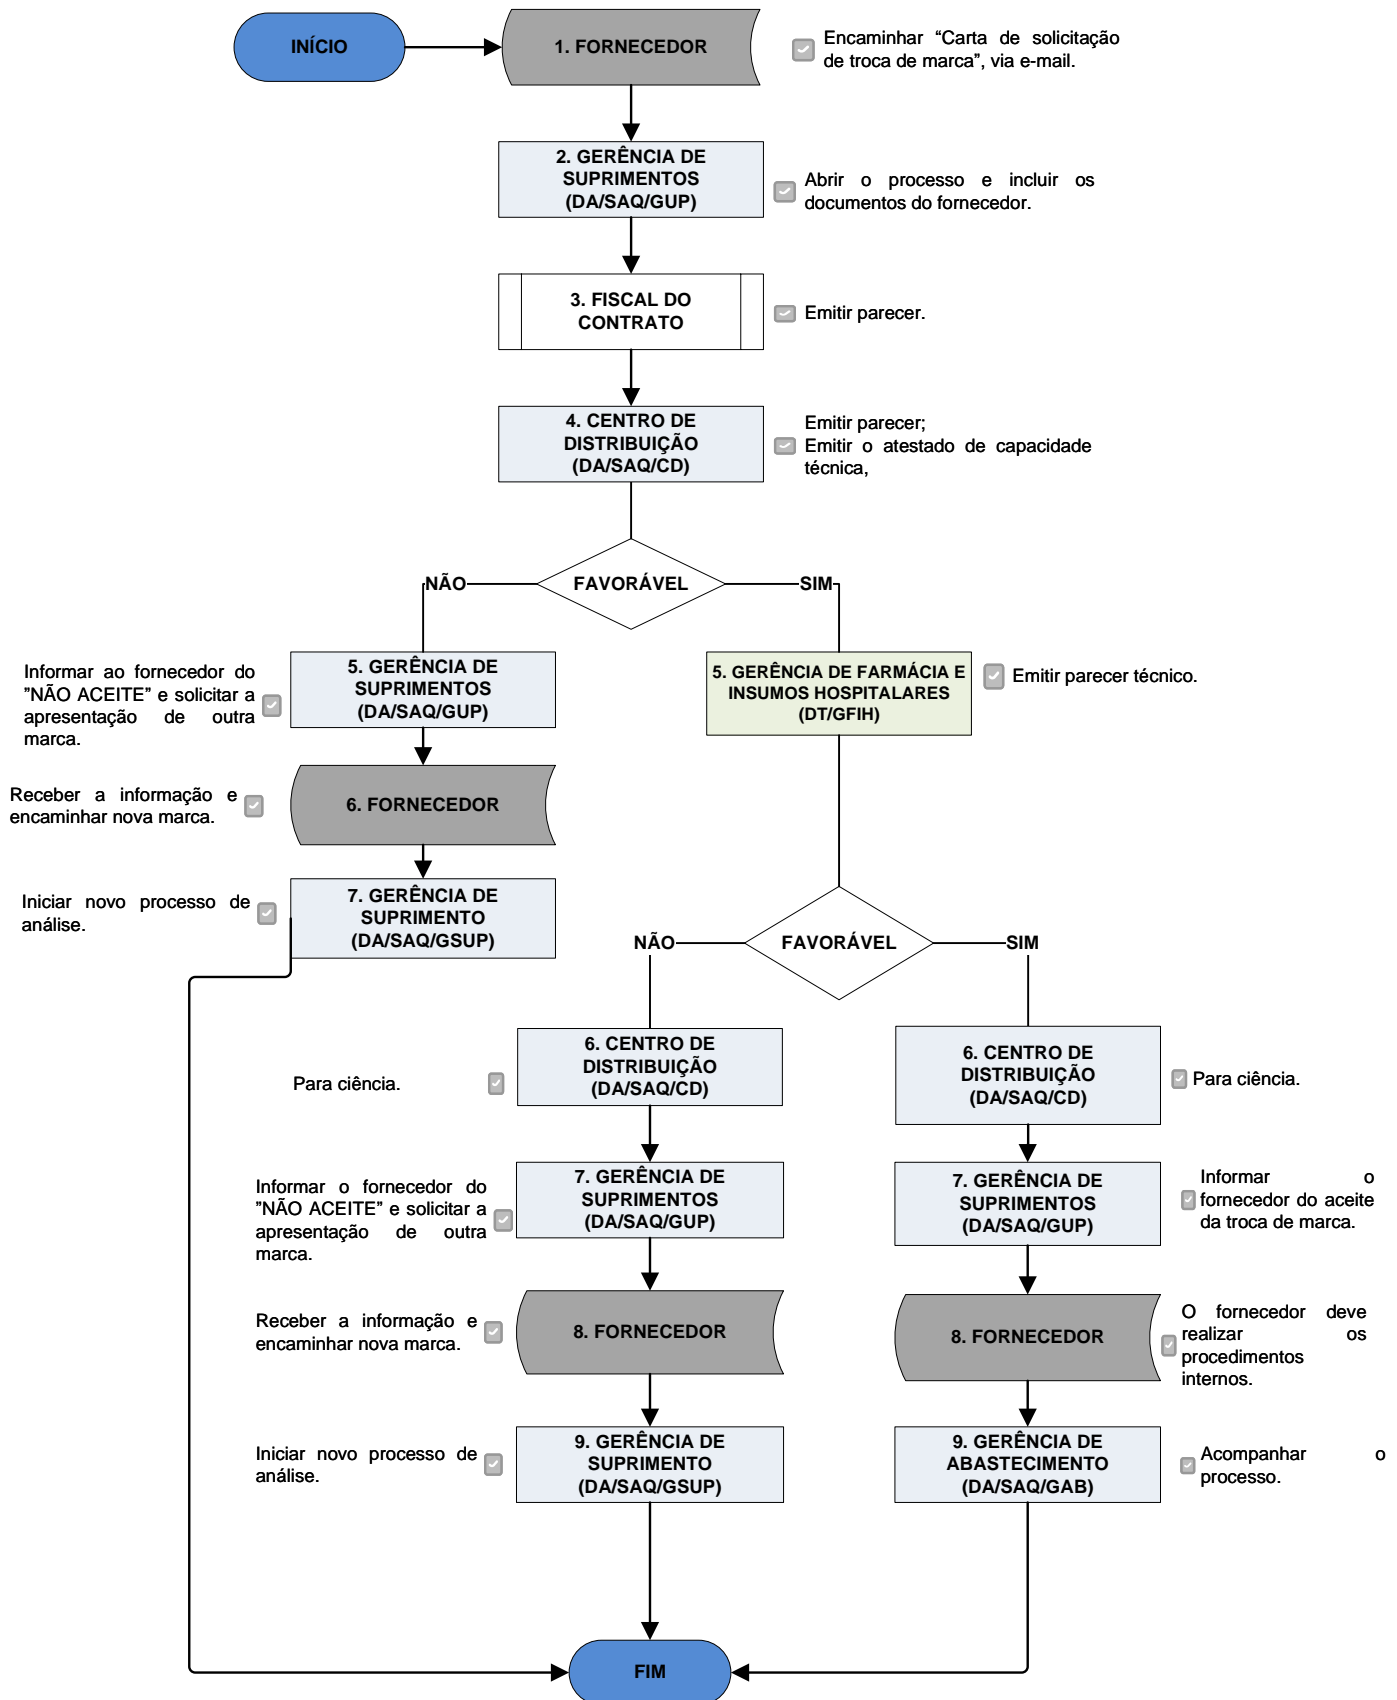 INÍCIO
1. FORNECEDOR
Encaminhar “Carta de solicitação
de troca de marca”, via e-mail.
2. GERÊNCIA DE
SUPRIMENTOS
(DA/SAQ/GUP)
Abrir o processo e incluir os
documentos do fornecedor.
3. FISCAL DO
CONTRATO
Emitir parecer.
4. CENTRO DE
DISTRIBUIÇÃO
(DA/SAQ/CD)
Emitir parecer;
Emitir o atestado de capacidade
técnica,
NÃO
FAVORÁVEL
SIM
Informar ao fornecedor do
”NÃO ACEITE” e solicitar a
apresentação de outra
marca.
5. GERÊNCIA DE
SUPRIMENTOS
(DA/SAQ/GUP)
5. GERÊNCIA DE FARMÁCIA E
INSUMOS HOSPITALARES
(DT/GFIH)
Emitir parecer técnico.
Receber a informação e
encaminhar nova marca.
6. FORNECEDOR
Iniciar novo processo de
análise.
7. GERÊNCIA DE
SUPRIMENTO
(DA/SAQ/GSUP)
NÃO
FAVORÁVEL
SIM
Para ciência.
6. CENTRO DE
DISTRIBUIÇÃO
(DA/SAQ/CD)
6. CENTRO DE
DISTRIBUIÇÃO
(DA/SAQ/CD)
Para ciência.
Informar o fornecedor do
”NÃO ACEITE” e solicitar a
apresentação de outra
marca.
7. GERÊNCIA DE
SUPRIMENTOS
(DA/SAQ/GUP)
7. GERÊNCIA DE
SUPRIMENTOS
(DA/SAQ/GUP)
Informar o
fornecedor do aceite
da troca de marca.
Receber a informação e
encaminhar nova marca.
8. FORNECEDOR
8. FORNECEDOR
O fornecedor deve
realizar os
procedimentos
internos.
Iniciar novo processo de
análise.
9. GERÊNCIA DE
SUPRIMENTO
(DA/SAQ/GSUP)
9. GERÊNCIA DE
ABASTECIMENTO
(DA/SAQ/GAB)
Acompanhar o
processo.
FIM